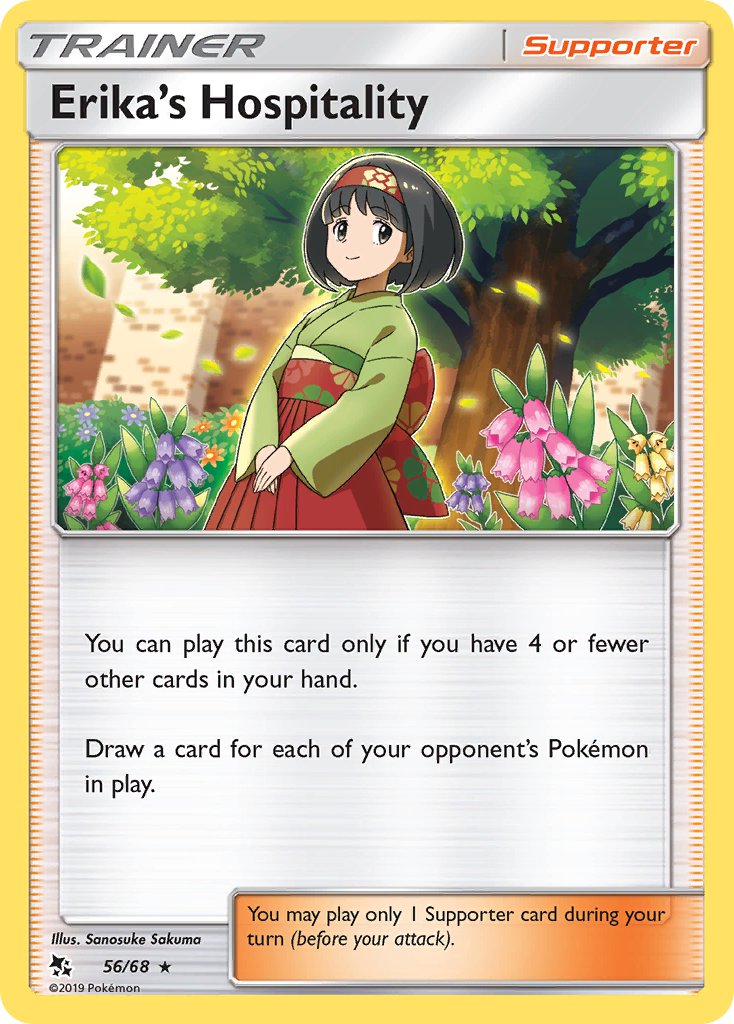 TRAINER
Supporter
Erika's Hospitality
You can play this card only if you have 4 or fewer
other cards in your hand.
Draw a card for each of your opponent's Pokémon
in play.
You may play only 1 Supporter card during your
turn (before your attack).
Illus. Sanosuke Sakuma
56/68 ★
©2019 Pokémon